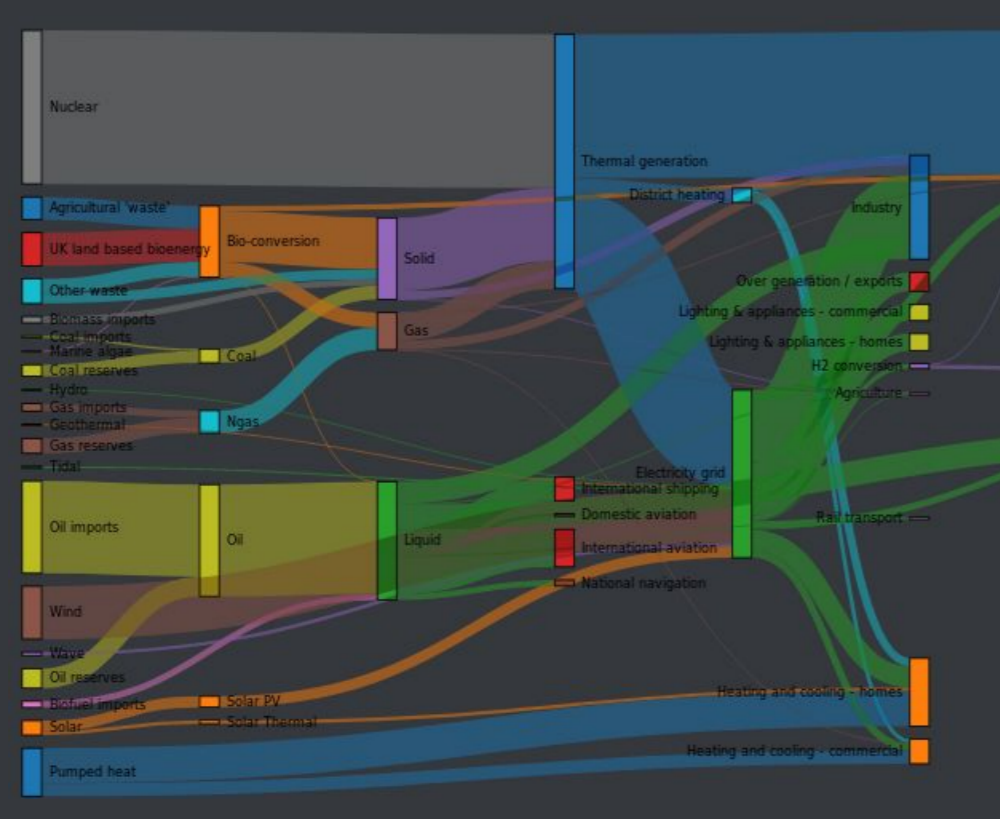 Nuclear
Agricultural 'waste'
UK land based bioenergy
Other waste
Biomass imports
Coal imports
Marine algae
Coal reserves
Hydro
Gas imports
Geothermal
Gas reserves
Tidal
Oil imports
Wind
Wave
Oil reserves
Biofuel imports
Solar
Pumped heat
Bio-conversion
Coal
Ngas
Oil
Solar PV
Solar Thermal
Solid
Gas
Liquid
Thermal generation
International shipping
Domestic aviation
International aviation
National navigation
District heating
Electricity grid
Industry
Over generation / exports
Lighting & appliances - commercial
Lighting & appliances - homes
H2 conversion
Agriculture
Rail transport
Heating and cooling - homes
Heating and cooling - commercial